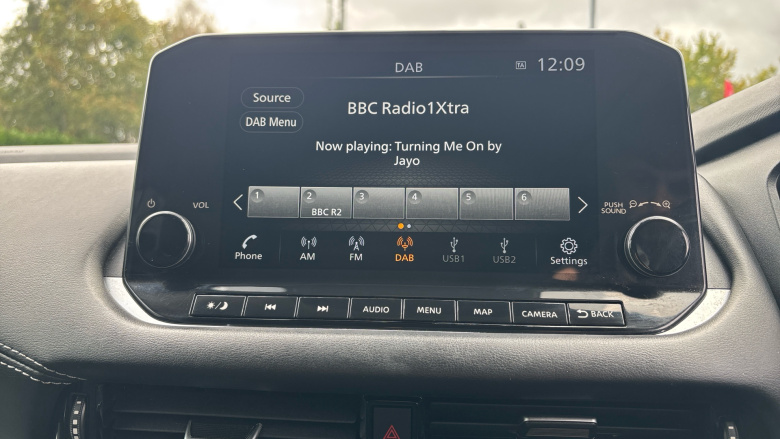 DAB
TA 12:09
Source
BBC Radio1Xtra
DAB Menu
Now playing: Turning Me On by
Jayo
1 2 3 4 5 6
BBC R2
VOL
PUSH
SOUND
Phone AM FM DAB USB1 USB2 Settings
AUDIO MENU MAP CAMERA BACK